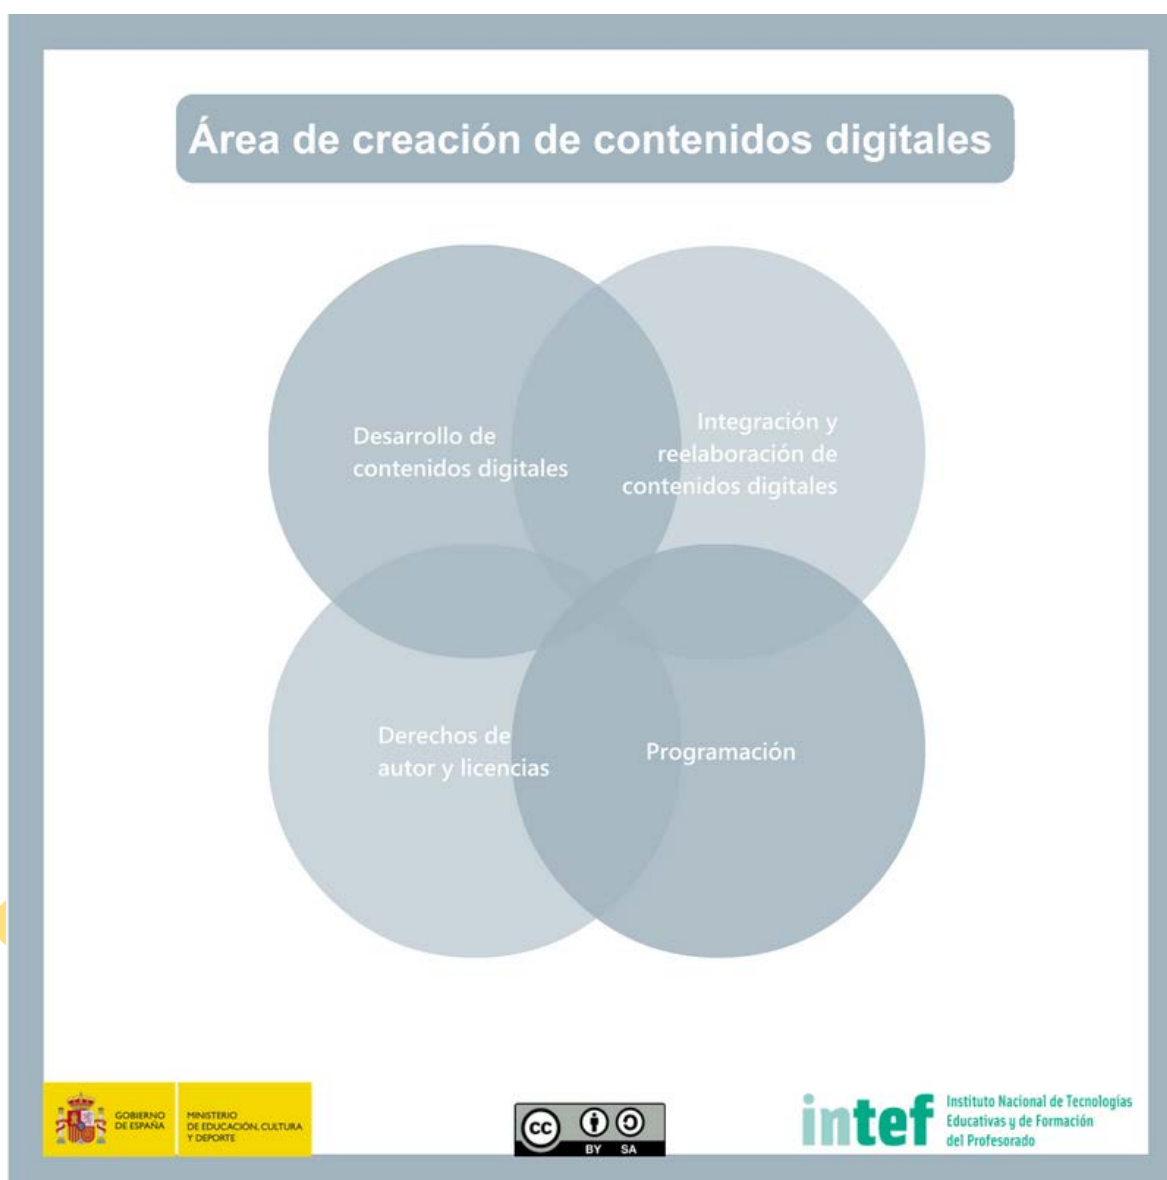 Área de creación de contenidos digitales
Desarrollo de
contenidos digitales
Integración y
reelaboración de
contenidos digitales
Derechos de
autor y licencias
Programación
GOBIERNO
DE ESPAÑA
MINISTERIO
DE EDUCACIÓN, CULTURA
Y DEPORTE
cc
BY SA
intef
Instituto Nacional de Tecnologías
Educativas y de Formación
del Profesorado